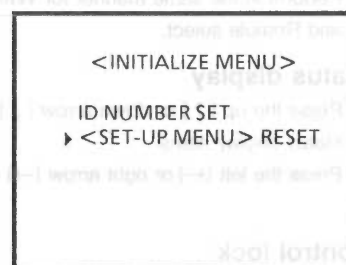 <INITIALIZE MENU>
ID NUMBER SET
▸ <SET-UP MENU> RESET